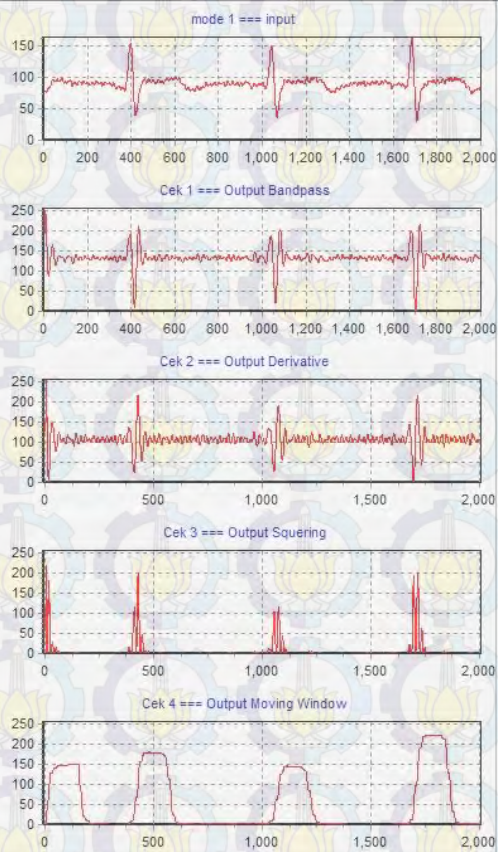 mode 1 === input
150
100
50
0
0 200 400 600 800 1,000 1,200 1,400 1,600 1,800 2,000
Cek 1 === Output Bandpass
250
200
150
100
50
0
0 200 400 600 800 1,000 1,200 1,400 1,600 1,800 2,000
Cek 2 === Output Derivative
250
200
150
100
50
0
0 500 1,000 1,500 2,000
Cek 3 === Output Squering
250
200
150
100
50
0
0 500 1,000 1,500 2,000
Cek 4 === Output Moving Window
250
200
150
100
50
0
0 500 1,000 1,500 2,000